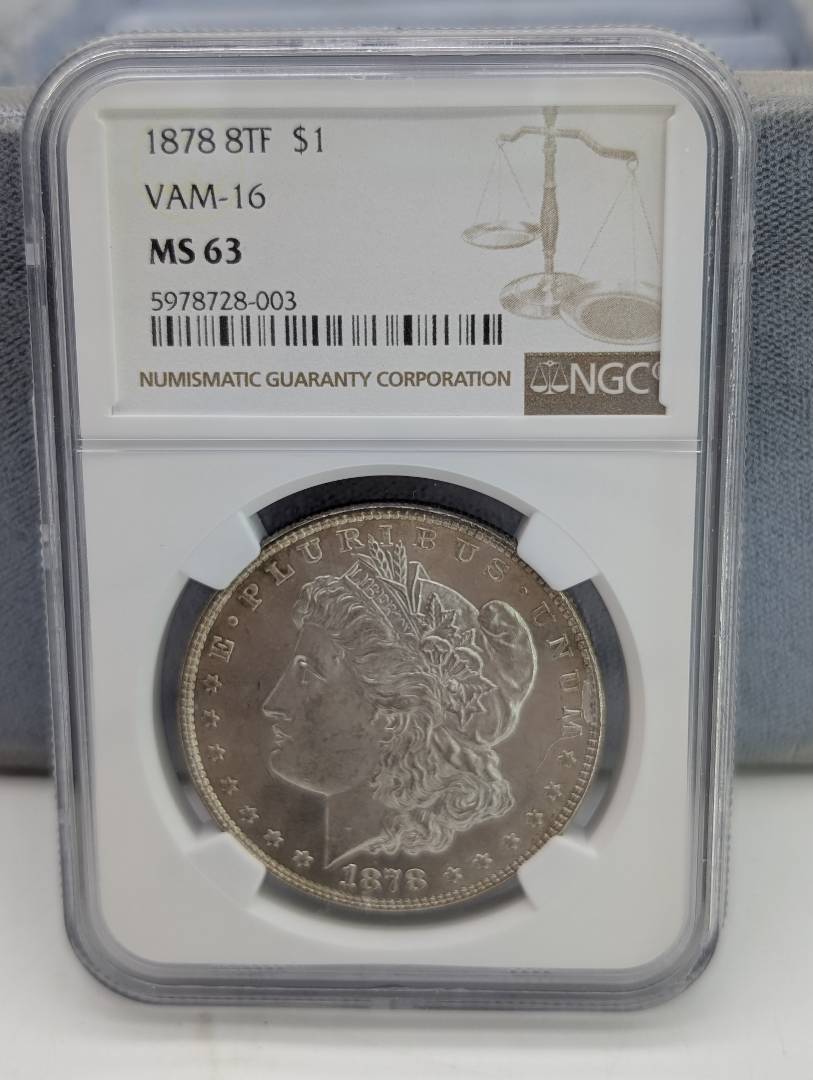 1878 8TF $1
VAM-16
MS 63
5978728-003
NUMISMATIC GUARANTY CORPORATION
NGC
E · PLURIBUS · UNUM
LIBERTY
1878